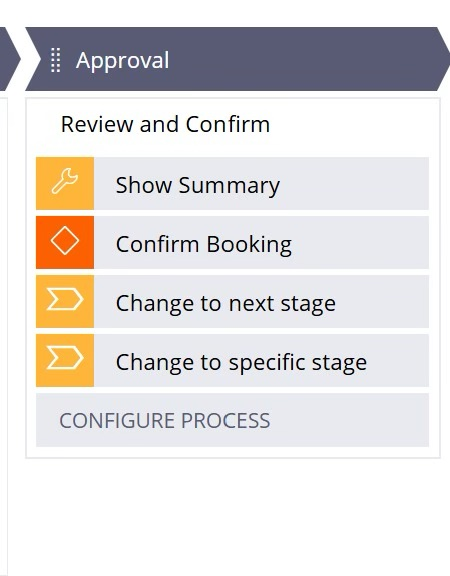 Approval
Review and Confirm
Show Summary
Confirm Booking
Change to next stage
Change to specific stage
CONFIGURE PROCESS